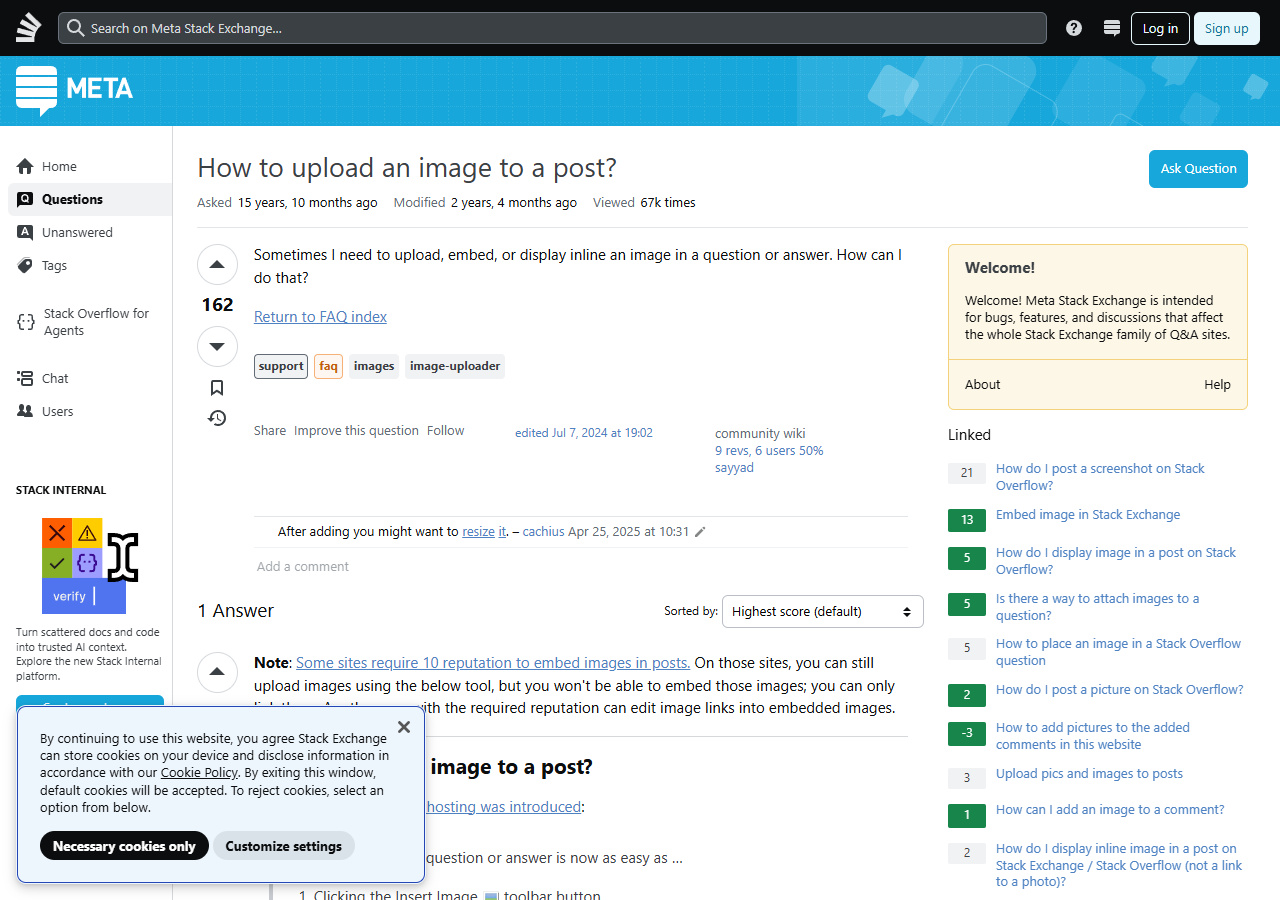 Search on Meta Stack Exchange...
Log in
Sign up
META
Home
Questions
Unanswered
Tags
Stack Overflow for
Agents
Chat
Users
STACK INTERNAL
verify
Turn scattered docs and code
into trusted AI context.
Explore the new Stack Internal
platform.
How to upload an image to a post?
Ask Question
Asked 15 years, 10 months ago Modified 2 years, 4 months ago Viewed 67k times
162
Sometimes I need to upload, embed, or display inline an image in a question or answer. How can I
do that?
Return to FAQ index
support faq images image-uploader
Share Improve this question Follow
edited Jul 7, 2024 at 19:02
community wiki
9 revs, 6 users 50%
sayyad
After adding you might want to resize it. – cachius Apr 25, 2025 at 10:31
Add a comment
1 Answer
Sorted by: Highest score (default)
Note: Some sites require 10 reputation to embed images in posts. On those sites, you can still
upload images using the below tool, but you won't be able to embed those images; you can only
with the required reputation can edit image links into embedded images.
image to a post?
hosting was introduced:
question or answer is now as easy as ...
1. Clicking the Insert Image toolbar button
Welcome!
Welcome! Meta Stack Exchange is intended
for bugs, features, and discussions that affect
the whole Stack Exchange family of Q&A sites.
About Help
Linked
21 How do I post a screenshot on Stack
Overflow?
13 Embed image in Stack Exchange
5 How do I display image in a post on Stack
Overflow?
5 Is there a way to attach images to a
question?
5 How to place an image in a Stack Overflow
question
2 How do I post a picture on Stack Overflow?
-3 How to add pictures to the added
comments in this website
3 Upload pics and images to posts
1 How can I add an image to a comment?
2 How do I display inline image in a post on
Stack Exchange / Stack Overflow (not a link
to a photo)?
By continuing to use this website, you agree Stack Exchange
can store cookies on your device and disclose information in
accordance with our Cookie Policy. By exiting this window,
default cookies will be accepted. To reject cookies, select an
option from below.
Necessary cookies only
Customize settings